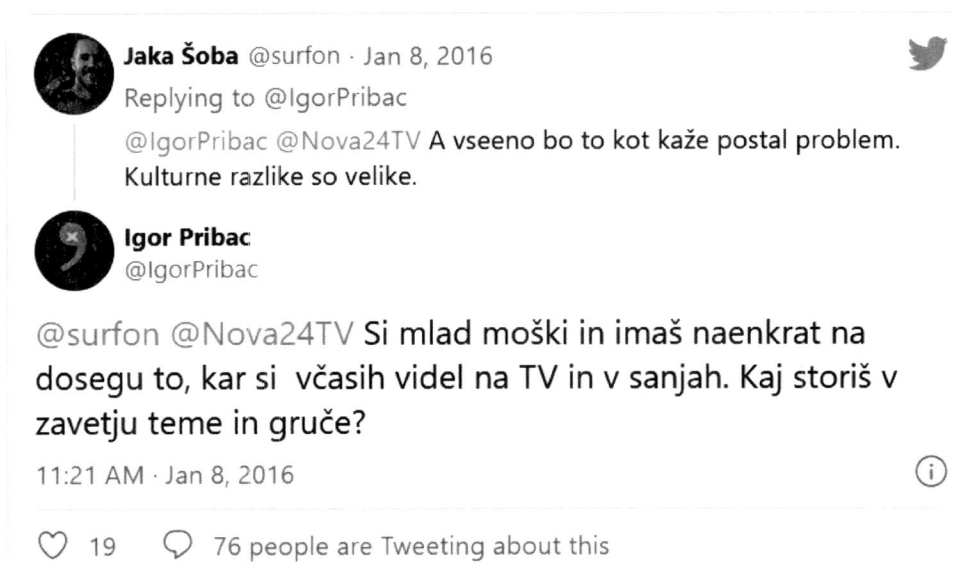 Jaka Šoba @surfon · Jan 8, 2016
Replying to @IgorPribac
@IgorPribac @Nova24TV A vseeno bo to kot kaže postal problem.
Kulturne razlike so velike.
Igor Pribac
@IgorPribac
@surfon @Nova24TV Si mlad moški in imaš naenkrat na
dosegu to, kar si včasih videl na TV in v sanjah. Kaj storiš v
zavetju teme in gruče?
11:21 AM · Jan 8, 2016
19 76 people are Tweeting about this